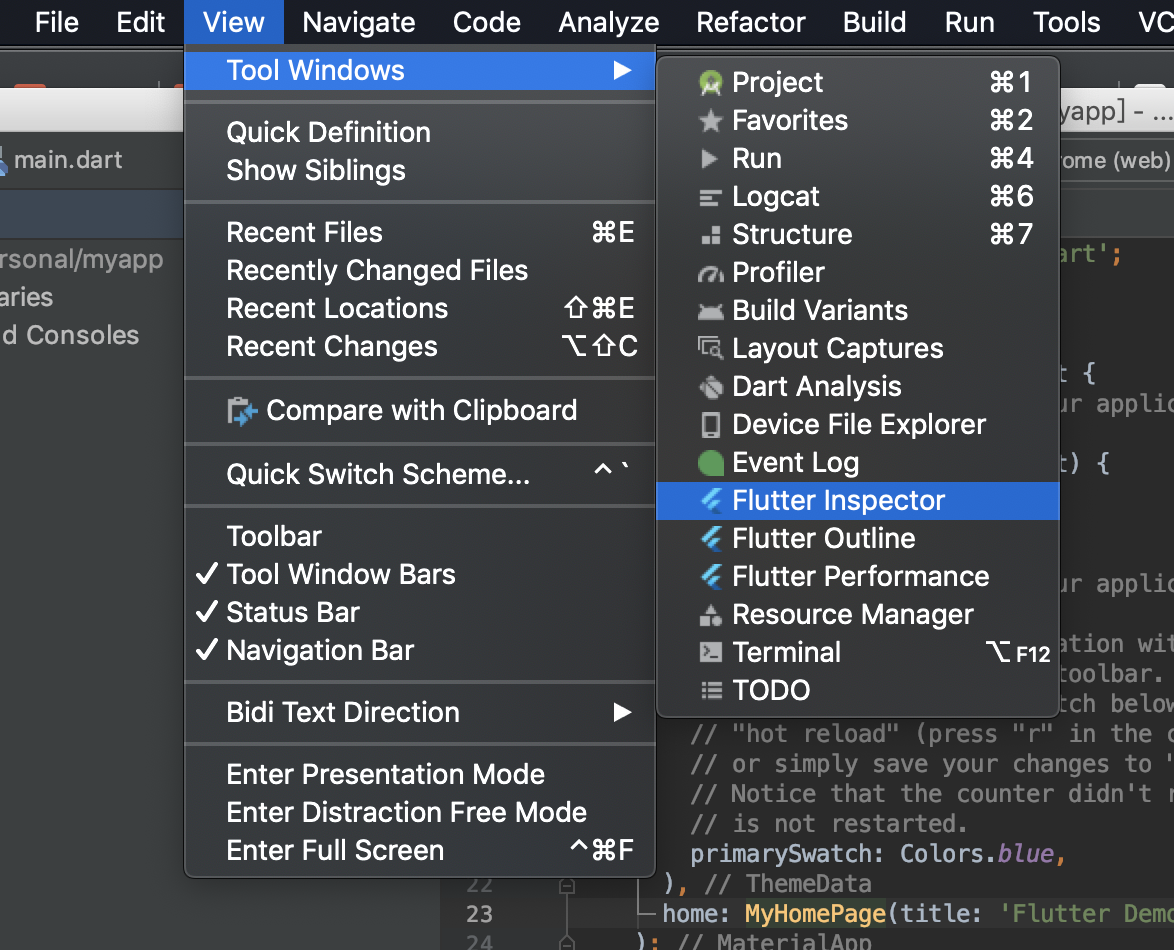 File Edit View Navigate Code Analyze Refactor Build Run Tools VC
Tool Windows ▶
Quick Definition
Show Siblings
Recent Files ⌘E
Recently Changed Files
Recent Locations ⇧⌘E
Recent Changes ⌥⇧C
Compare with Clipboard
Quick Switch Scheme... ^`
Toolbar
✓ Tool Window Bars
✓ Status Bar
✓ Navigation Bar
Bidi Text Direction ▶
Enter Presentation Mode
Enter Distraction Free Mode
Enter Full Screen ^⌘F
Project ⌘1
Favorites ⌘2
Run ⌘4
Logcat ⌘6
Structure ⌘7
Profiler
Build Variants
Layout Captures
Dart Analysis
Device File Explorer
Event Log
Flutter Inspector
Flutter Outline
Flutter Performance
Resource Manager
Terminal ⌥F12
TODO
main.dart
rsonal/myapp
aries
d Consoles
yapp] - ...
ome (web)
art';
t {
ur applic
t) {
ur applic
ation wit
toolbar.
tch below
// "hot reload" (press "r" in the c
// or simply save your changes to "
// Notice that the counter didn't r
// is not restarted.
primarySwatch: Colors.blue,
22 ), // ThemeData
23 home: MyHomePage(title: 'Flutter Demo
24 ); // MaterialApp